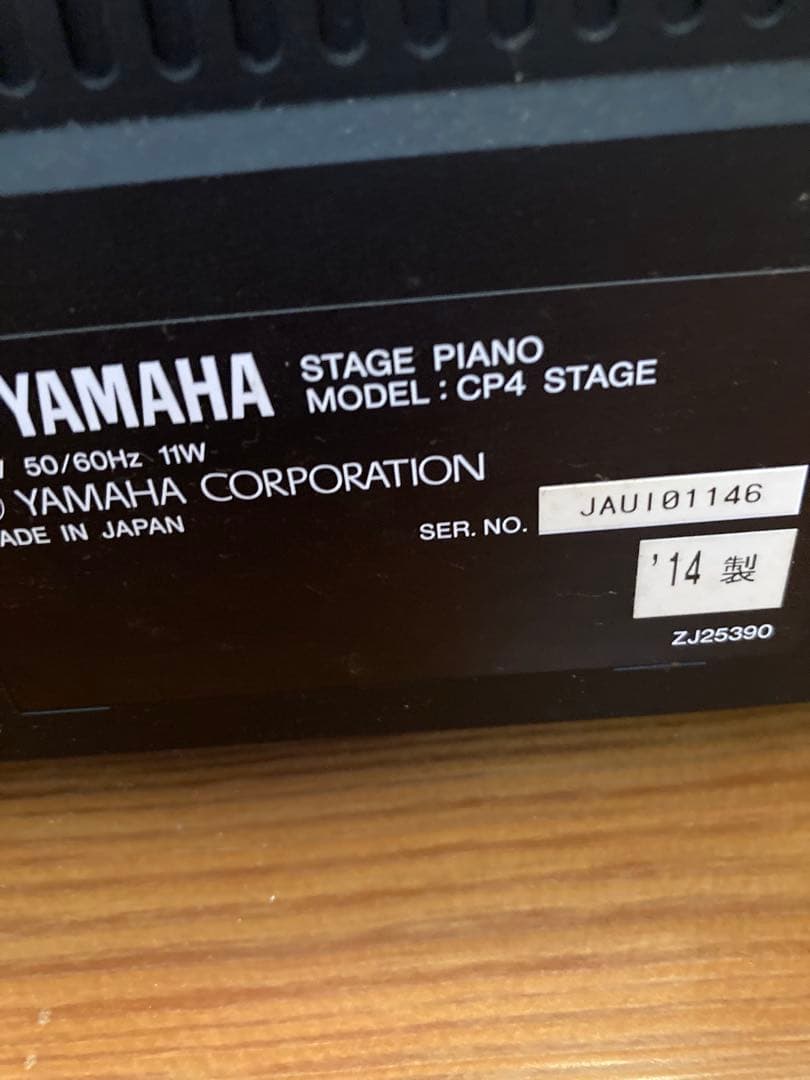 YAMAHA
STAGE PIANO
MODEL : CP4 STAGE
50/60Hz 11W
YAMAHA CORPORATION
ADE IN JAPAN
SER. NO.
JAUI01146
'14 製
ZJ25390